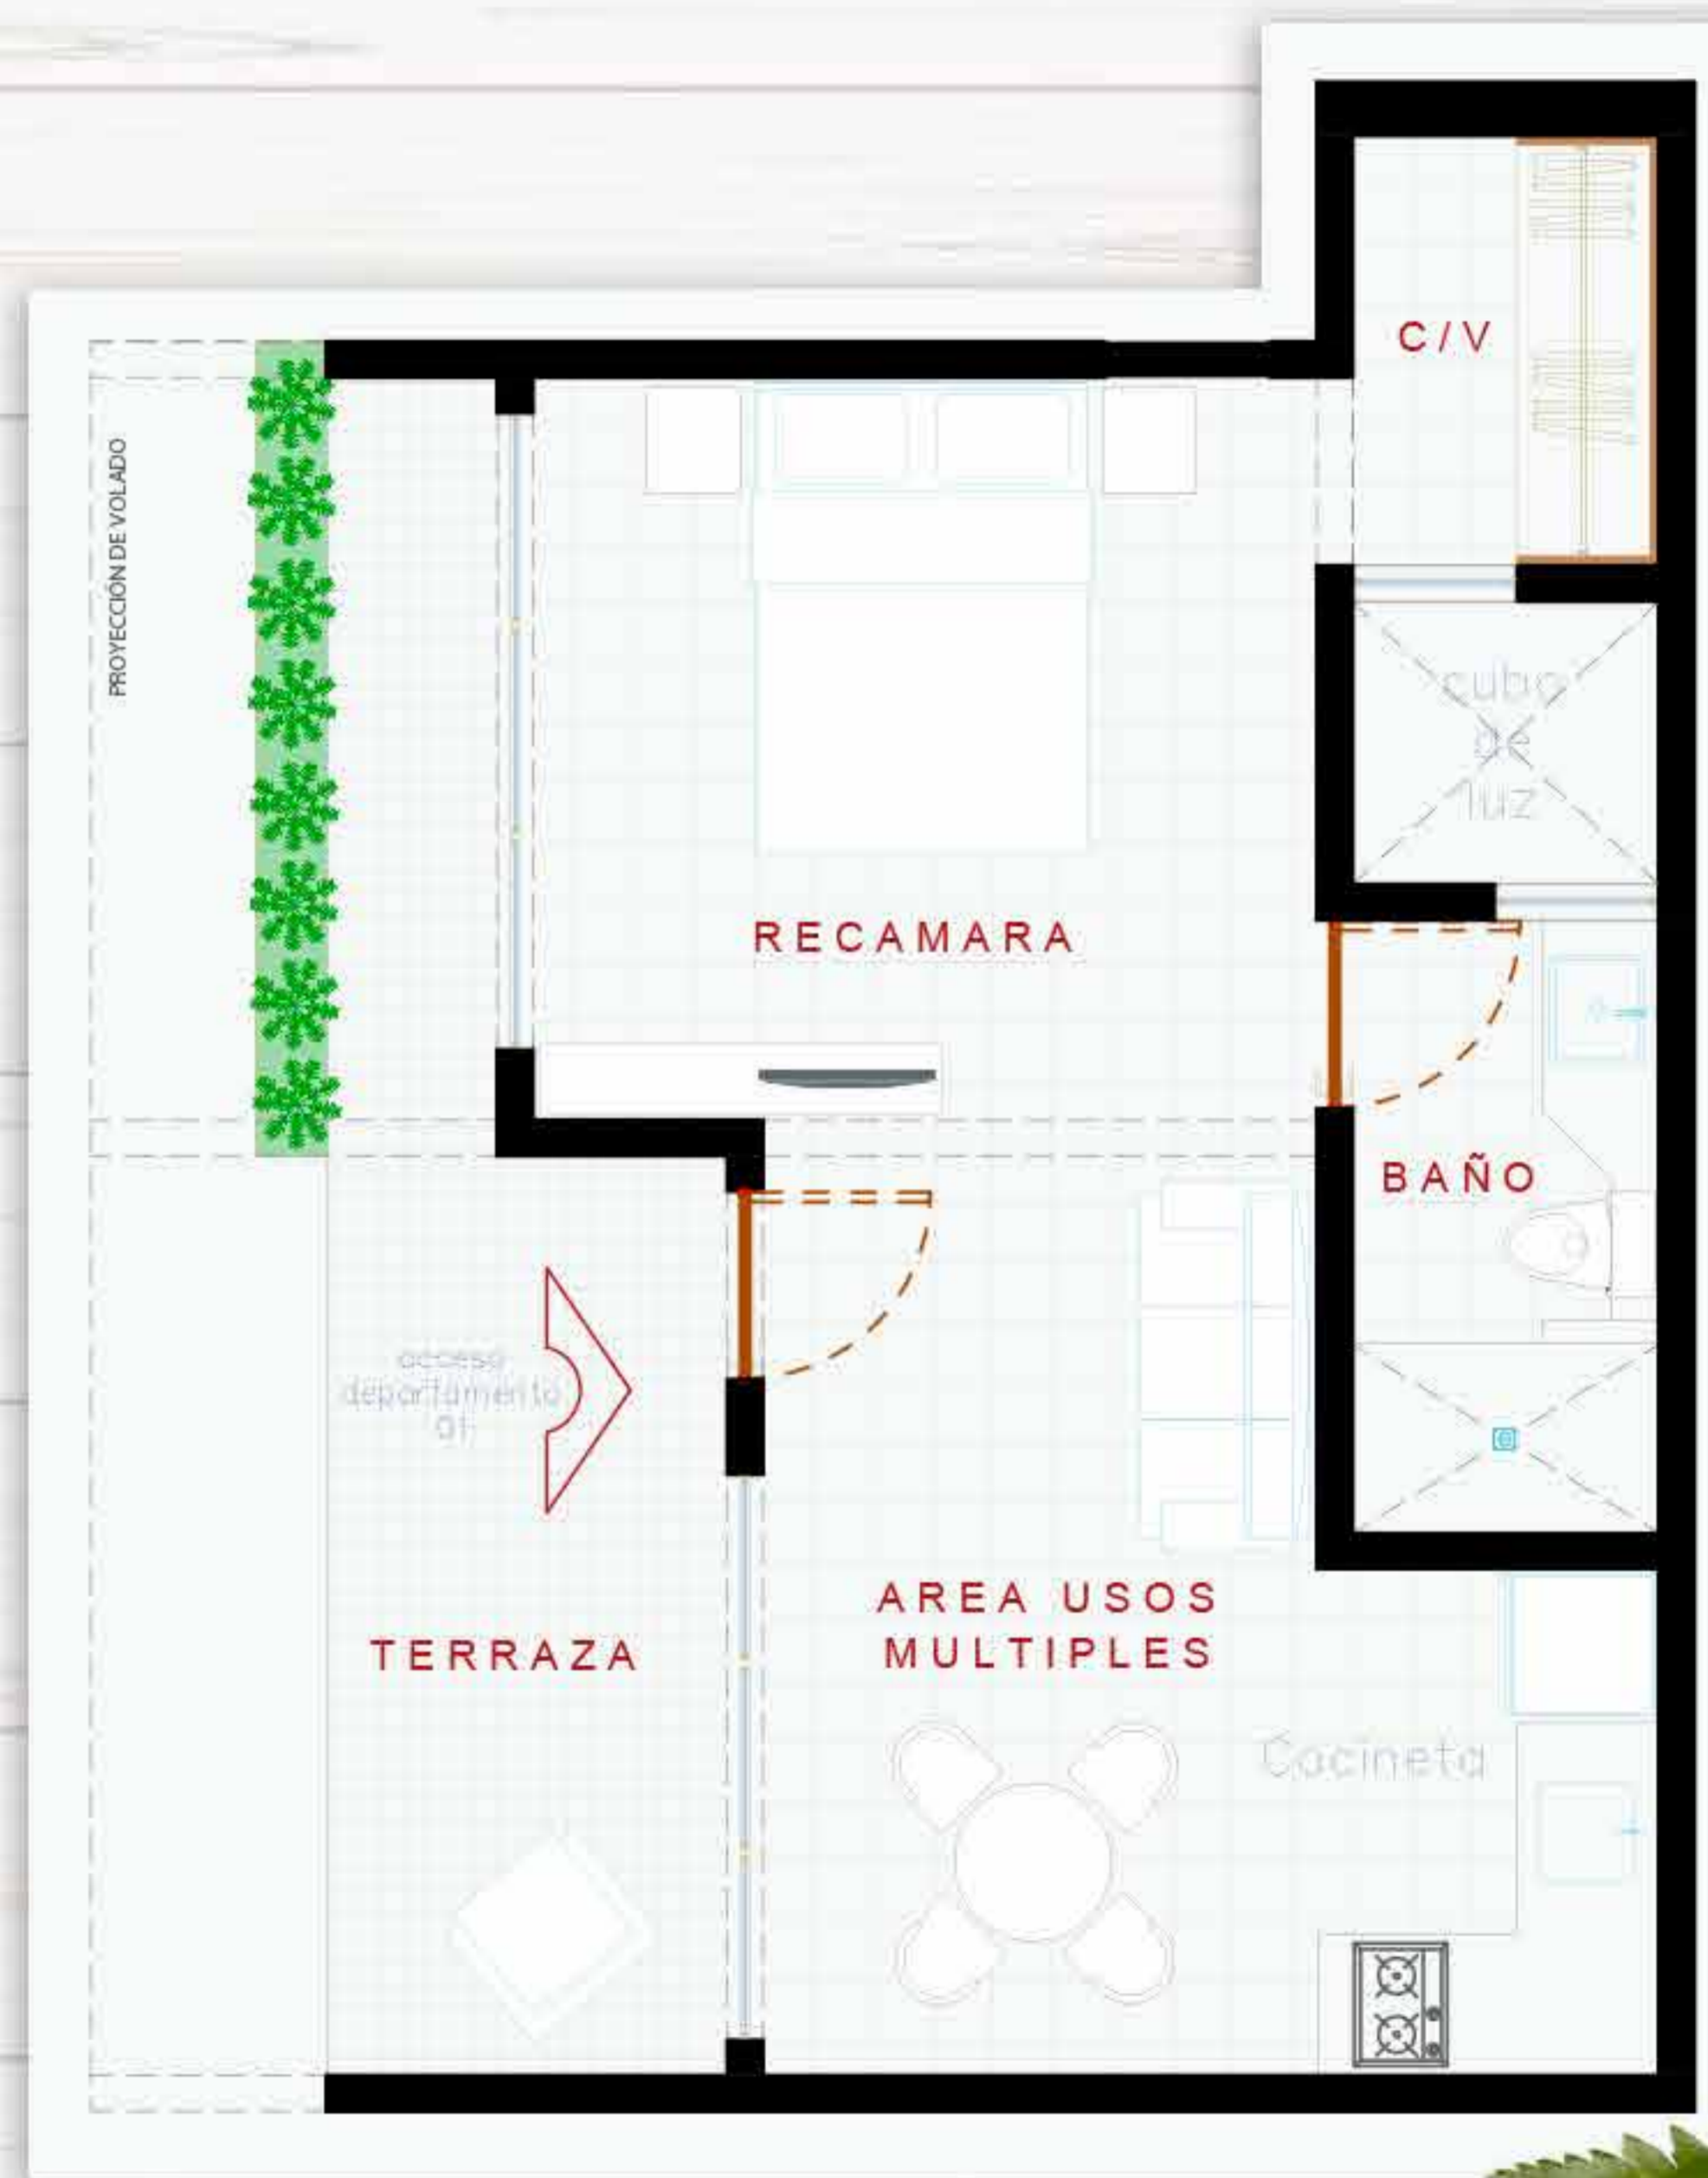 C/V
PROYECCIÓN DE VOLADO
cubo
de
luz
RECAMARA
BAÑO
acceso
departamento
01
AREA USOS
MULTIPLES
TERRAZA
Cocineta